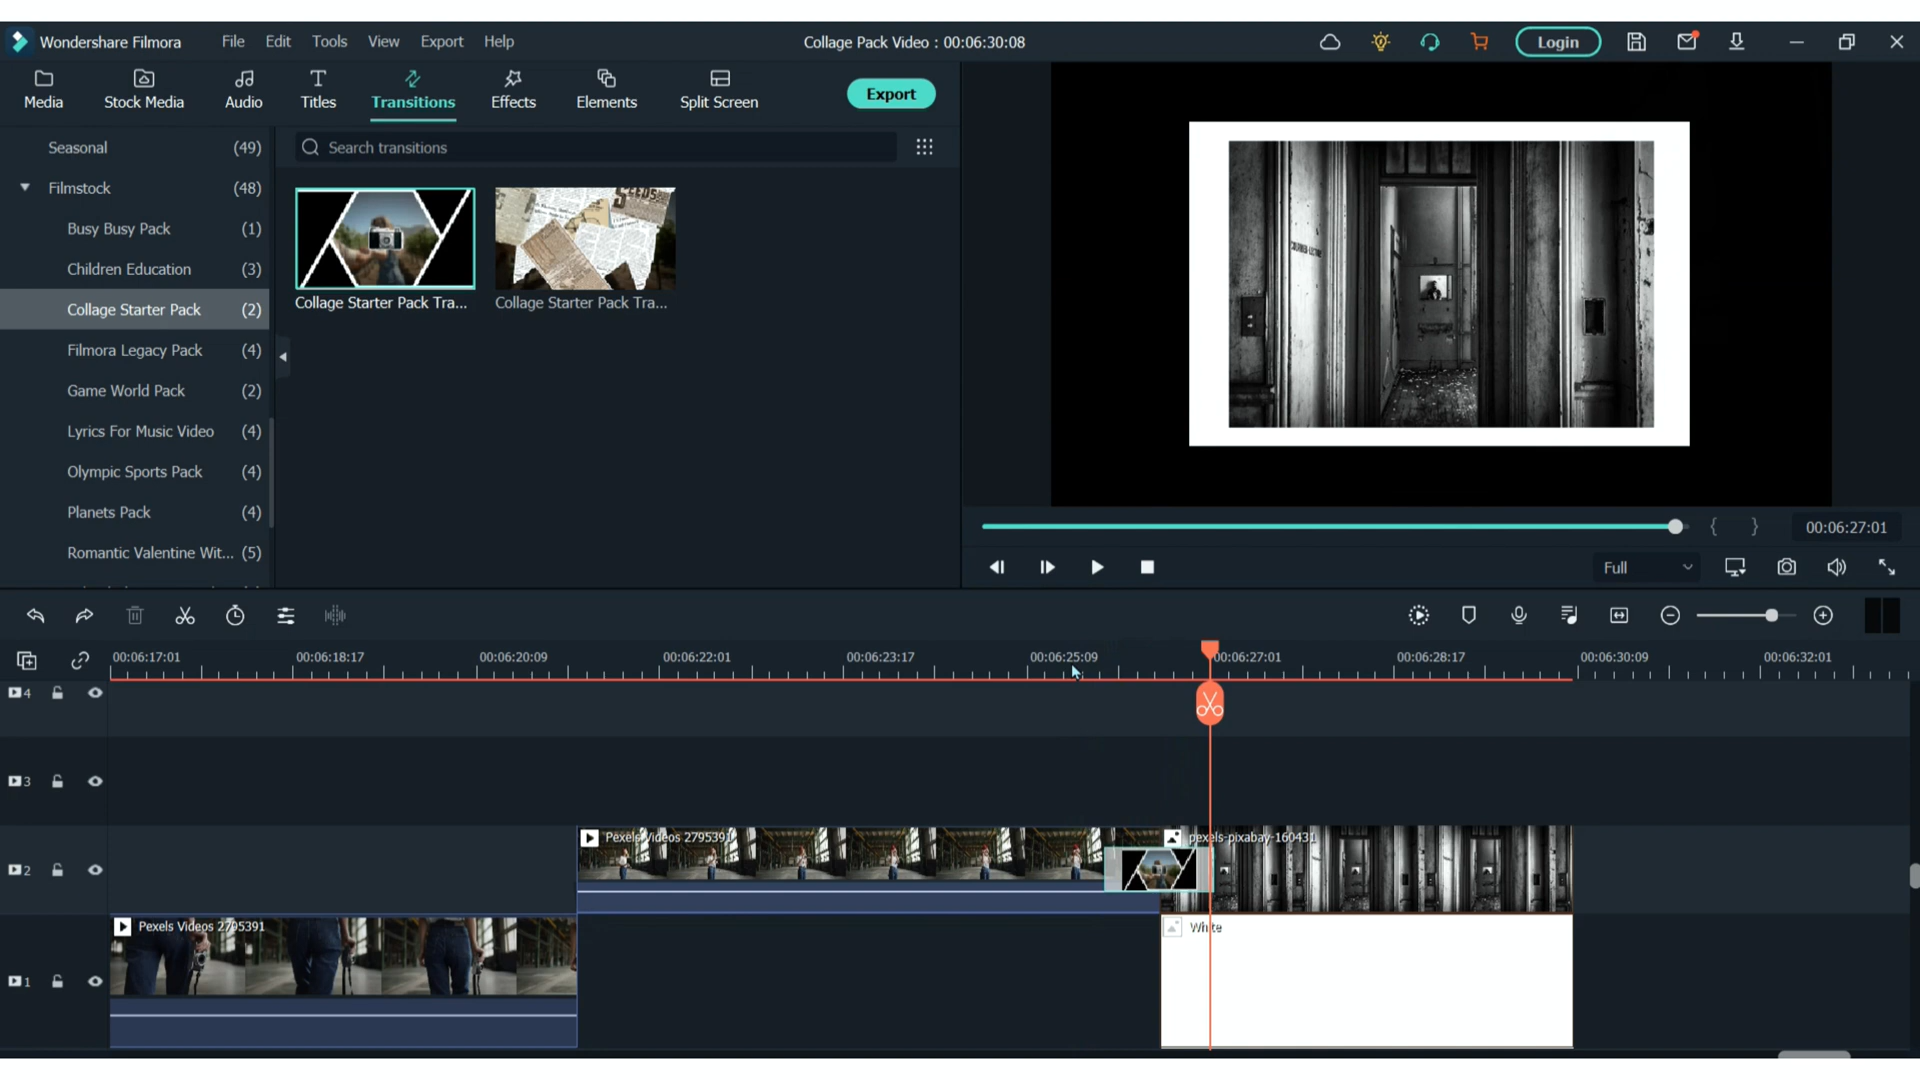 Wondershare Filmora File Edit Tools View Export Help Collage Pack Video : 00:06:30:08 Login
Media Stock Media Audio Titles Transitions Effects Elements Split Screen Export
Seasonal (49)
Search transitions
Filmstock (48)
Busy Busy Pack (1)
Children Education (3)
Collage Starter Pack (2)
Filmora Legacy Pack (4)
Game World Pack (2)
Lyrics For Music Video (4)
Olympic Sports Pack (4)
Planets Pack (4)
Romantic Valentine Wit... (5)
SEEDS
Collage Starter Pack Tra... Collage Starter Pack Tra...
00:06:27:01
Full
00:06:17:01 00:06:18:17 00:06:20:09 00:06:22:01 00:06:23:17 00:06:25:09 00:06:27:01 00:06:28:17 00:06:30:09 00:06:32:01
4
3
2
Pexels Videos 2795391
pexels-pixabay-160431
1
Pexels Videos 2795391
White